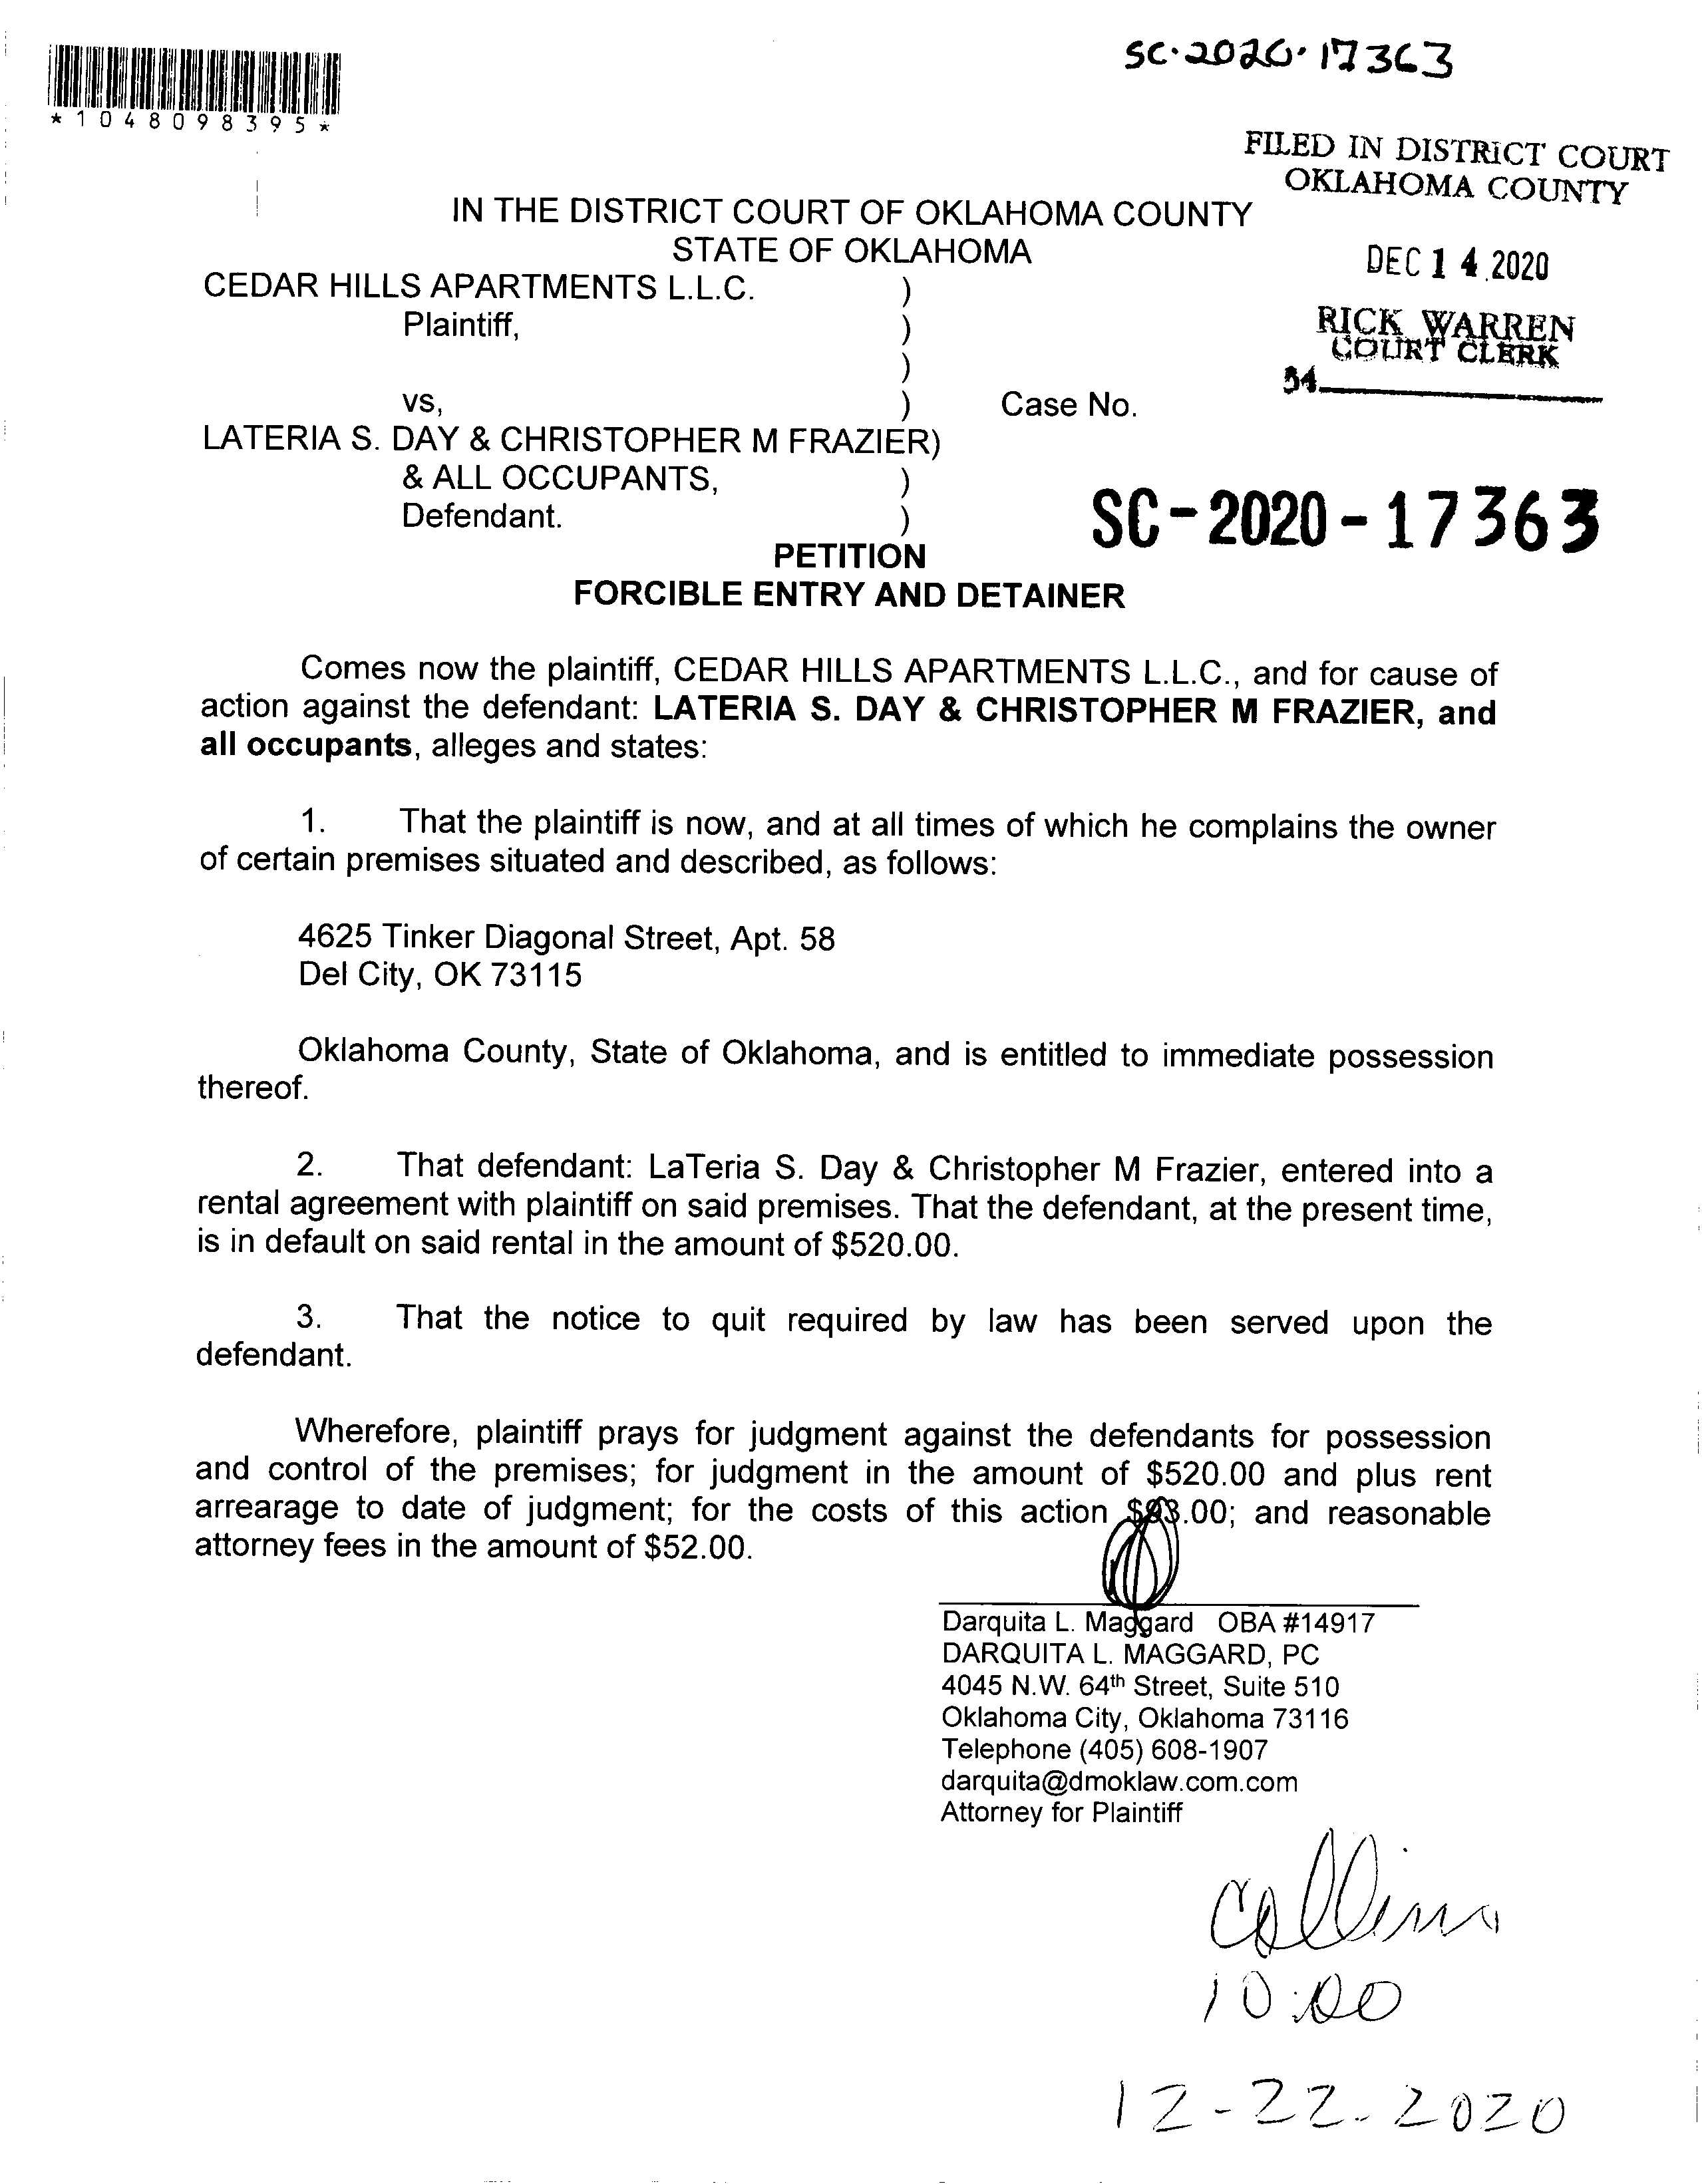 SC·2020·17363
*1048098395*
FILED IN DISTRICT COURT
OKLAHOMA COUNTY
IN THE DISTRICT COURT OF OKLAHOMA COUNTY
STATE OF OKLAHOMA
DEC 14 2020
CEDAR HILLS APARTMENTS L.L.C. )
Plaintiff, )
RICK WARREN
COURT CLERK
)
34
vs, ) Case No.
LATERIA S. DAY & CHRISTOPHER M FRAZIER)
& ALL OCCUPANTS, )
Defendant. )
SC-2020-17363
PETITION
FORCIBLE ENTRY AND DETAINER
Comes now the plaintiff, CEDAR HILLS APARTMENTS L.L.C., and for cause of
action against the defendant: LATERIA S. DAY & CHRISTOPHER M FRAZIER, and
all occupants, alleges and states:
1. That the plaintiff is now, and at all times of which he complains the owner
of certain premises situated and described, as follows:
4625 Tinker Diagonal Street, Apt. 58
Del City, OK 73115
Oklahoma County, State of Oklahoma, and is entitled to immediate possession
thereof.
2. That defendant: LaTeria S. Day & Christopher M Frazier, entered into a
rental agreement with plaintiff on said premises. That the defendant, at the present time,
is in default on said rental in the amount of $520.00.
3. That the notice to quit required by law has been served upon the
defendant.
Wherefore, plaintiff prays for judgment against the defendants for possession
and control of the premises; for judgment in the amount of $520.00 and plus rent
arrearage to date of judgment; for the costs of this action .00; and reasonable
attorney fees in the amount of $52.00.
Darquita L. Maggard OBA #14917
DARQUITA L. MAGGARD, PC
4045 N.W. 64th Street, Suite 510
Oklahoma City, Oklahoma 73116
Telephone (405) 608-1907
darquita@dmoklaw.com.com
Attorney for Plaintiff
Collins
10:00
12-22-2020